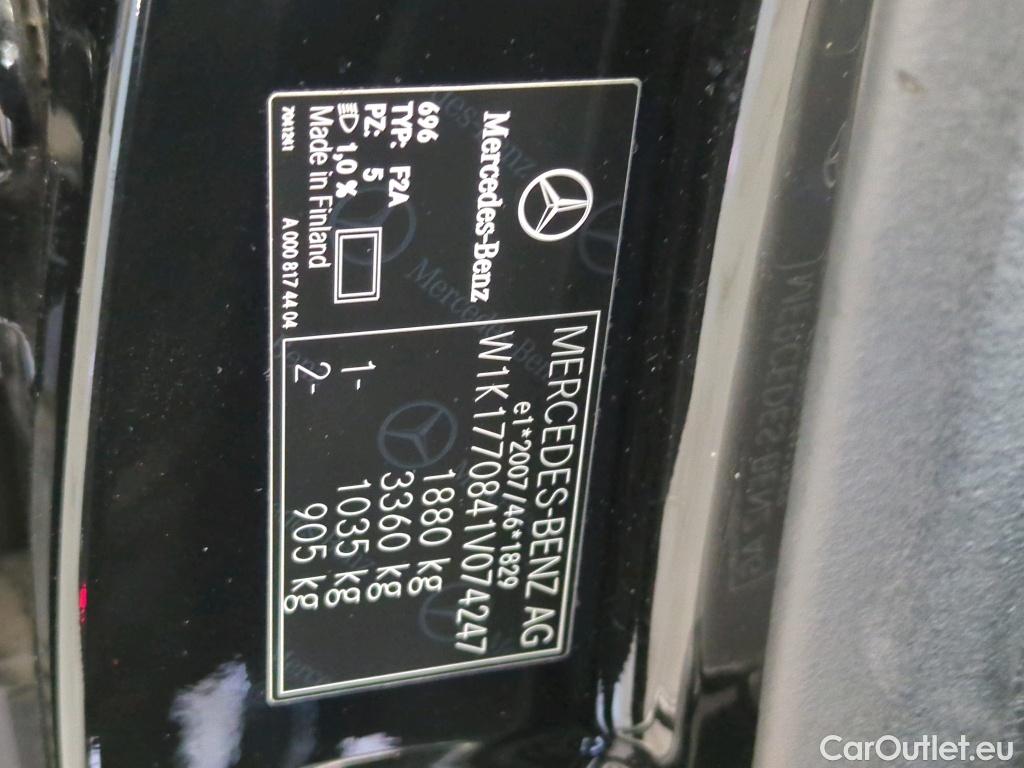 Mercedes-Benz
696
TYP: F2A
PZ: 5
1,0 %
Made in Finland
7041241 A 000 817 44 04
MERCEDES-BENZ AG
e1*2007/46*1829
W1K1770841V074247
1880 kg
3360 kg
1- 1035 kg
2- 905 kg
CarOutlet.eu